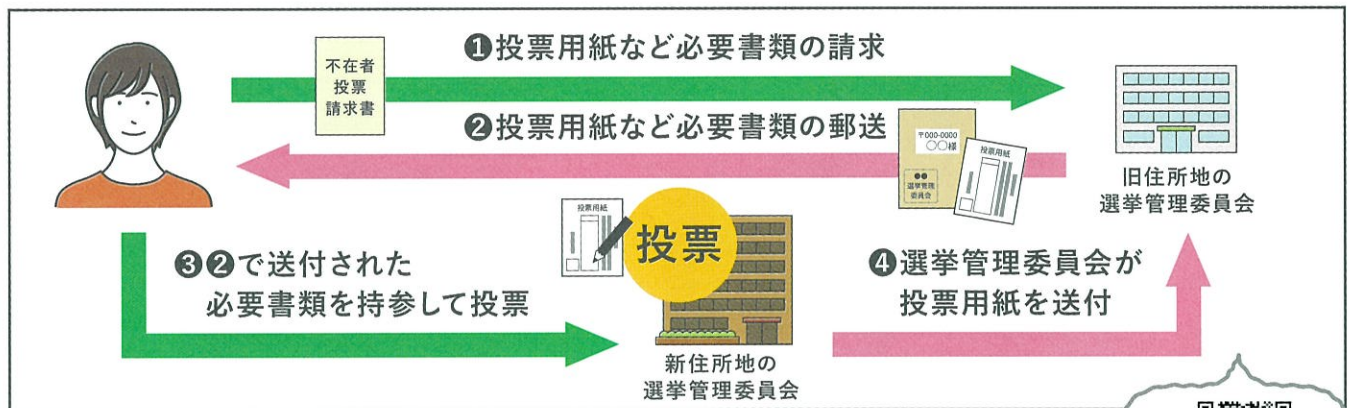 ❶投票用紙など必要書類の請求
不在者
投票
請求書
❷投票用紙など必要書類の郵送
〒000-0000
〇〇様
●●
選挙管理
委員会
投票用紙
旧住所地の
選挙管理委員会
❸❷で送付された
必要書類を持参して投票
投票用紙
投票
新住所地の
選挙管理委員会
❹選挙管理委員会が
投票用紙を送付